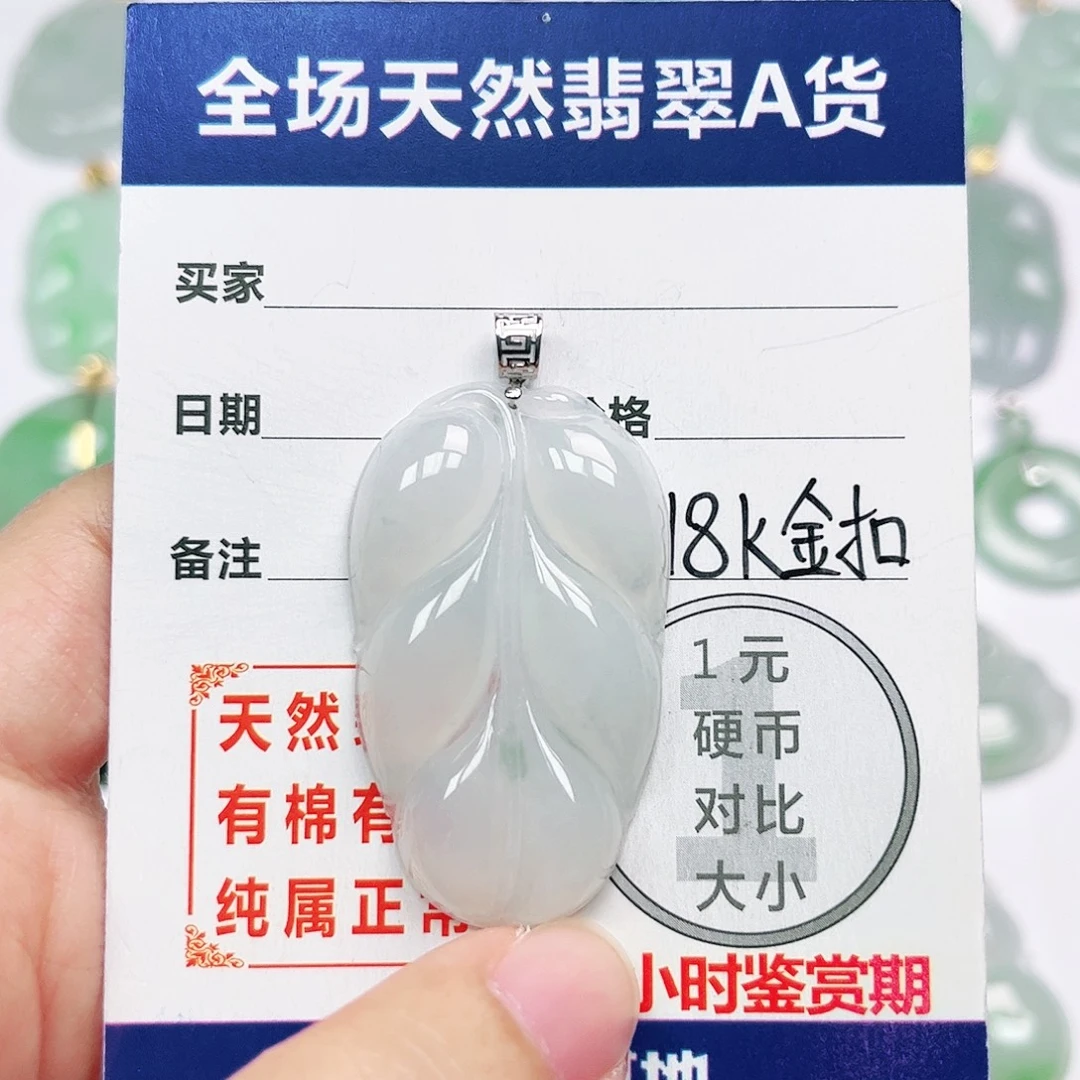 全场天然翡翠A货
买家
日期 格
备注 18k金扣
天然
有棉有
纯属正常
1元
硬币
对比
大小
小时鉴赏期